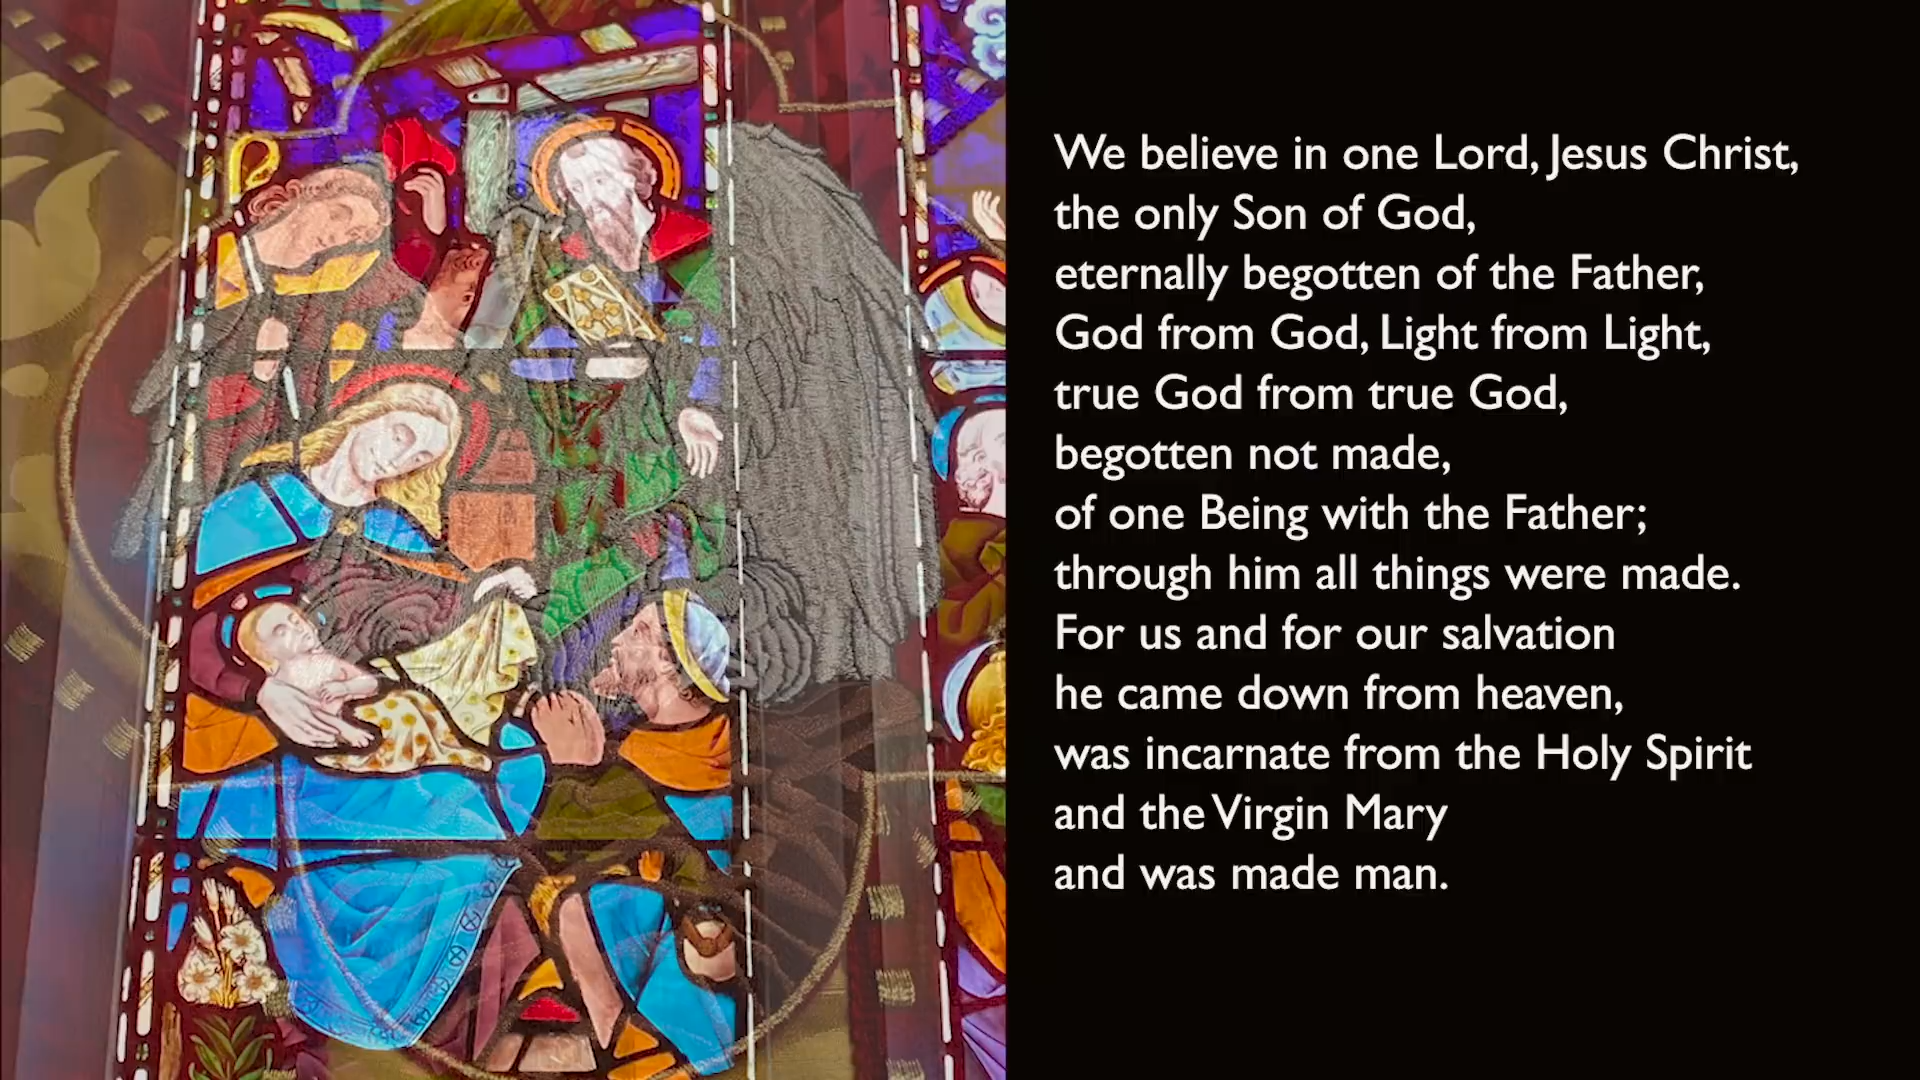 We believe in one Lord, Jesus Christ,
the only Son of God,
eternally begotten of the Father,
God from God, Light from Light,
true God from true God,
begotten not made,
of one Being with the Father;
through him all things were made.
For us and for our salvation
he came down from heaven,
was incarnate from the Holy Spirit
and the Virgin Mary
and was made man.